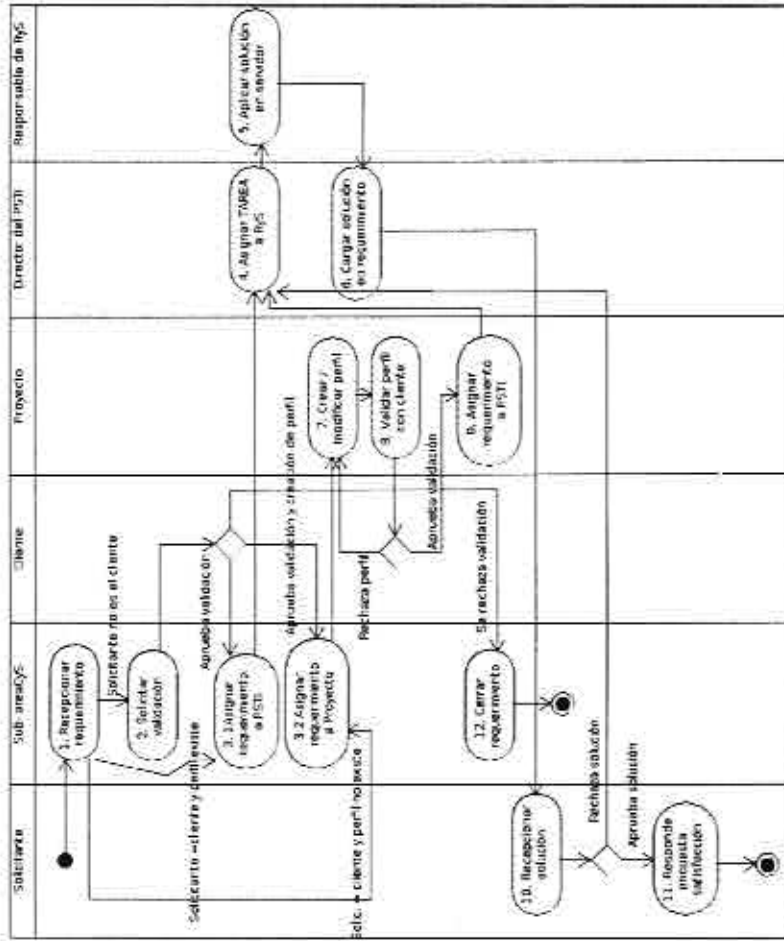 Solicitante
Sub- areaCyS
Cliente
Proyecto
Director del PSTI
Responsable de RyS
1. Recepcionar
requerimiento
Solicitante no es el cliente
2. Solicitar
validación
Solicitante =cliente y perfil existe
Aprueba validación
3. 1 Asignar
requerimiento
a PSTI
4. Asignar TAREA
a RyS
5. Aplicar solución
en servidor
Aprueba validación y creación de perfil
3.2 Asignar
requerimiento
al Proyecto
Solic. = cliente y perfil no existe
7. Crear /
modificar perfil
6. Cargar solución
en requerimiento
Rechaza perfil
8. Validar perfil
con cliente
Aprueba validación
Se rechaza validación
9. Asignar
requerimiento
a PSTI
12. Cerrar
requerimiento
10. Recepcionar
solución
Rechaza solución
Aprueba solución
11. Responde
encuesta
satisfacción